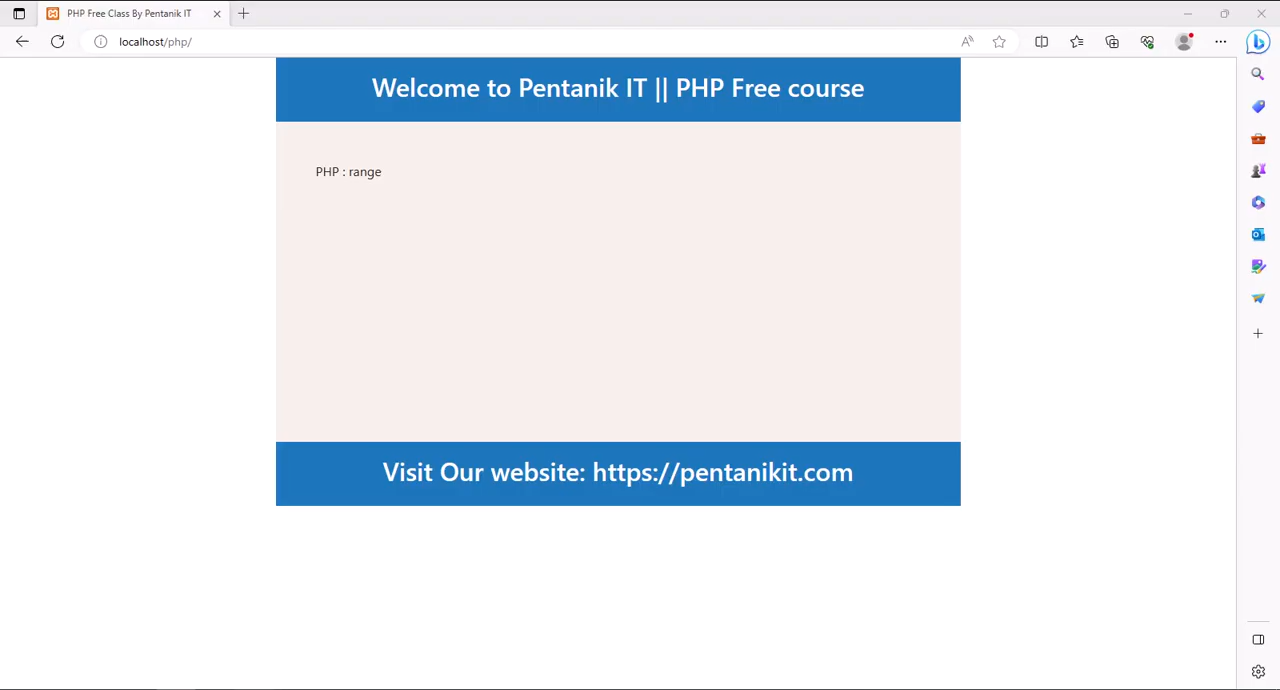 PHP Free Class By Pentanik IT
localhost/php/
Welcome to Pentanik IT || PHP Free course
PHP : range
Visit Our website: https://pentanikit.com